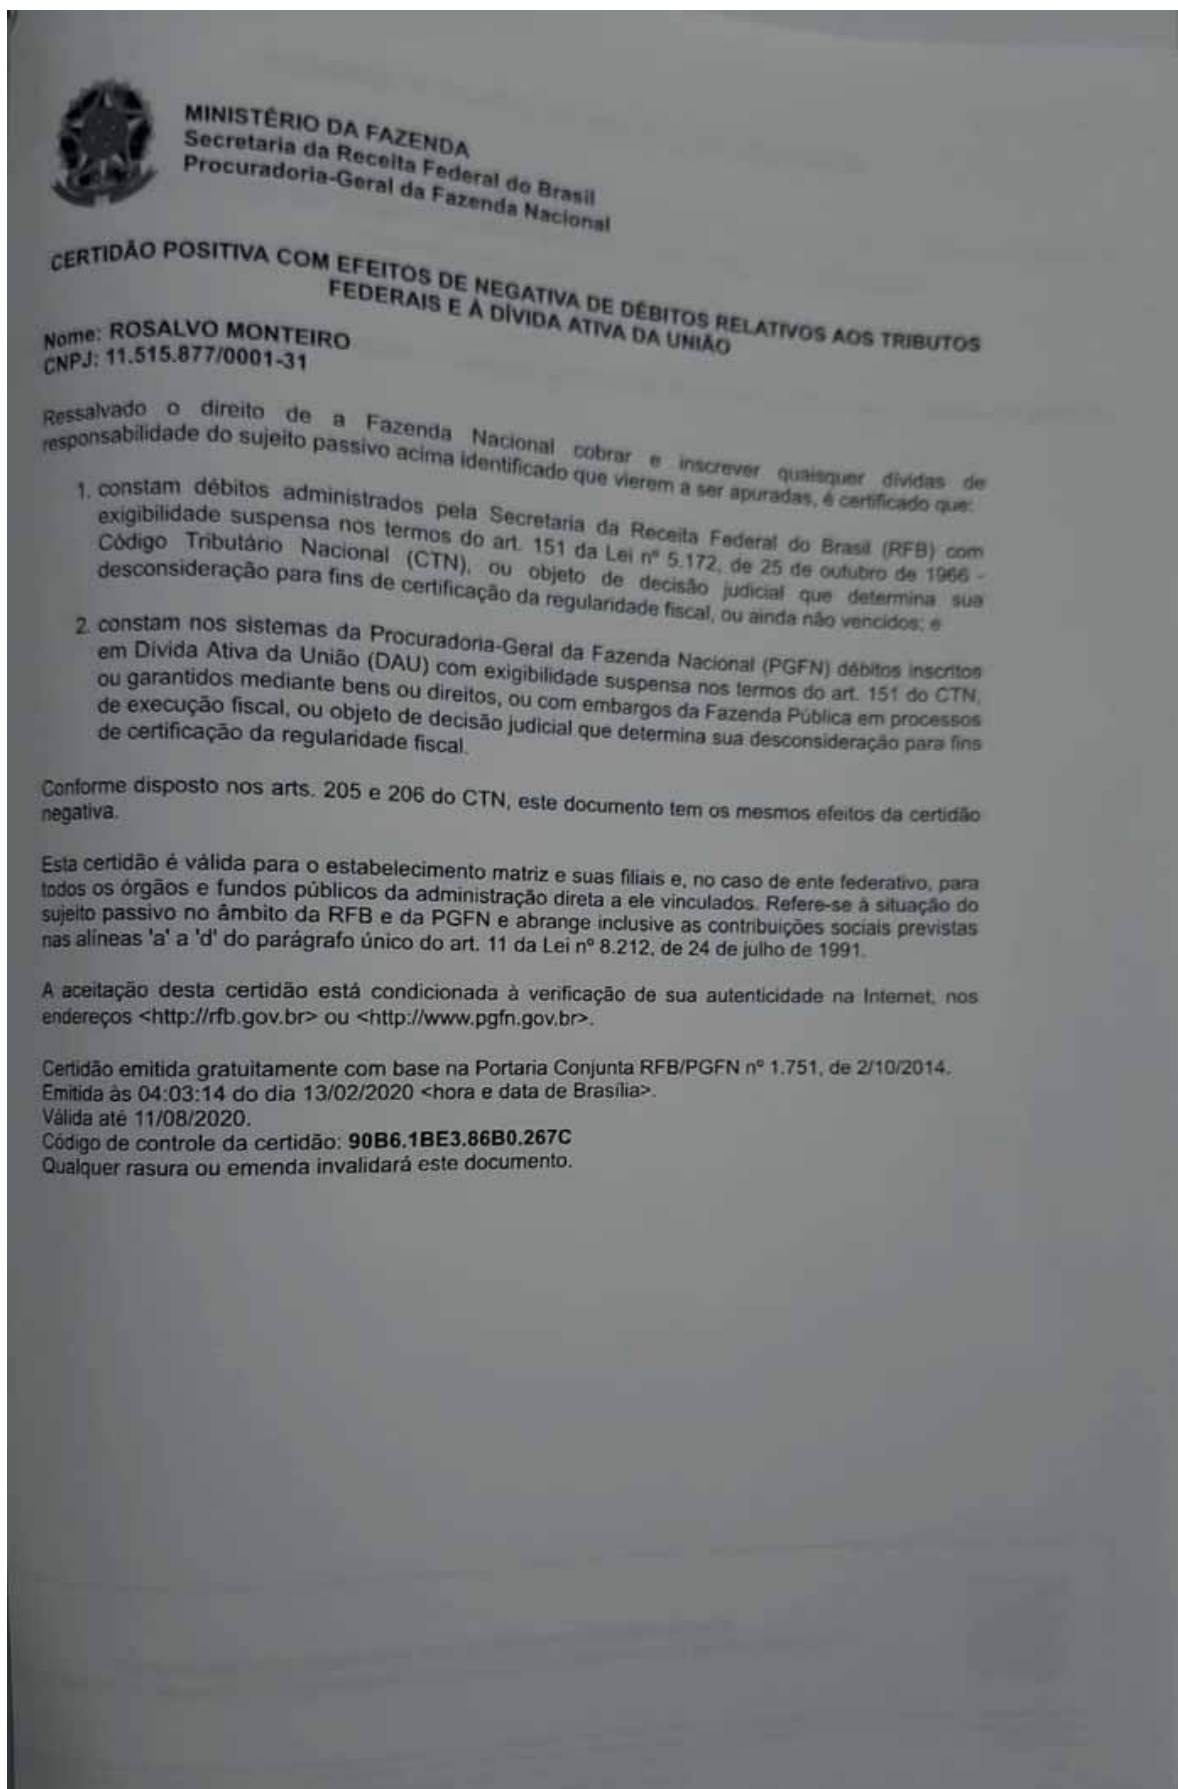 MINISTÉRIO DA FAZENDA
Secretaria da Receita Federal do Brasil
Procuradoria-Geral da Fazenda Nacional
CERTIDÃO POSITIVA COM EFEITOS DE NEGATIVA DE DÉBITOS RELATIVOS AOS TRIBUTOS
FEDERAIS E À DÍVIDA ATIVA DA UNIÃO
Nome: ROSALVO MONTEIRO
CNPJ: 11.515.877/0001-31
Ressalvado o direito de a Fazenda Nacional cobrar e inscrever quaisquer dívidas de
responsabilidade do sujeito passivo acima identificado que vierem a ser apuradas, é certificado que:
1. constam débitos administrados pela Secretaria da Receita Federal do Brasil (RFB) com
exigibilidade suspensa nos termos do art. 151 da Lei nº 5.172, de 25 de outubro de 1966 -
Código Tributário Nacional (CTN), ou objeto de decisão judicial que determina sua
desconsideração para fins de certificação da regularidade fiscal, ou ainda não vencidos; e
2. constam nos sistemas da Procuradoria-Geral da Fazenda Nacional (PGFN) débitos inscritos
em Dívida Ativa da União (DAU) com exigibilidade suspensa nos termos do art. 151 do CTN,
ou garantidos mediante bens ou direitos, ou com embargos da Fazenda Pública em processos
de execução fiscal, ou objeto de decisão judicial que determina sua desconsideração para fins
de certificação da regularidade fiscal.
Conforme disposto nos arts. 205 e 206 do CTN, este documento tem os mesmos efeitos da certidão
negativa.
Esta certidão é válida para o estabelecimento matriz e suas filiais e, no caso de ente federativo, para
todos os órgãos e fundos públicos da administração direta a ele vinculados. Refere-se à situação do
sujeito passivo no âmbito da RFB e da PGFN e abrange inclusive as contribuições sociais previstas
nas alíneas 'a' a 'd' do parágrafo único do art. 11 da Lei nº 8.212, de 24 de julho de 1991.
A aceitação desta certidão está condicionada à verificação de sua autenticidade na Internet, nos
endereços <http://rfb.gov.br> ou <http://www.pgfn.gov.br>.
Certidão emitida gratuitamente com base na Portaria Conjunta RFB/PGFN nº 1.751, de 2/10/2014.
Emitida às 04:03:14 do dia 13/02/2020 <hora e data de Brasília>.
Válida até 11/08/2020.
Código de controle da certidão: 90B6.1BE3.86B0.267C
Qualquer rasura ou emenda invalidará este documento.